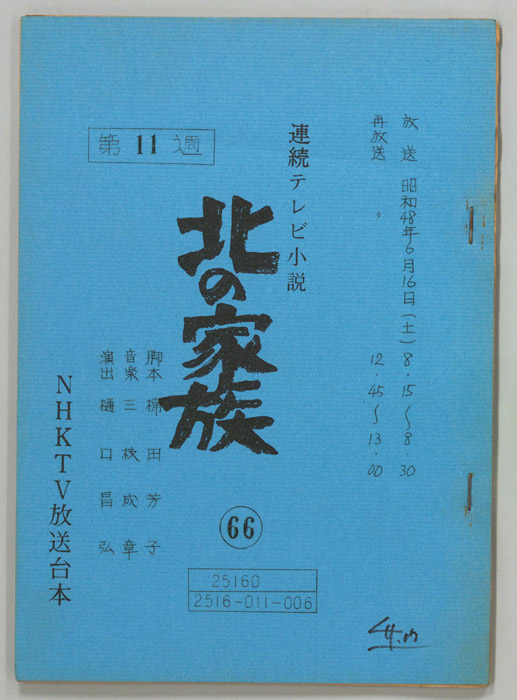 放送 昭和48年6月16日(土) 8.15〜8.30
再放送 〃 12.45〜13.00
連続テレビ小説
北の家族
66
第11週
脚本 楠田芳子
音楽 三枝成章
演出 樋口昌弘
NHKTV放送台本
25160
2516-011-006